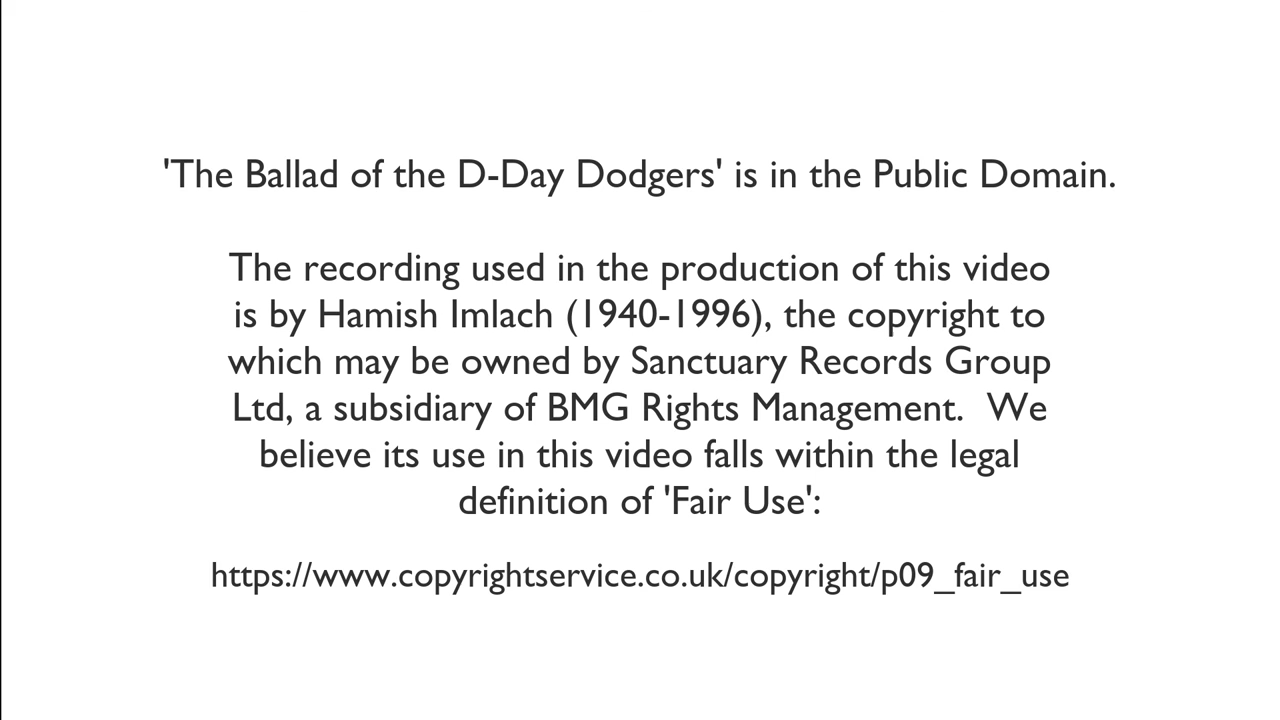 'The Ballad of the D-Day Dodgers' is in the Public Domain.
The recording used in the production of this video
is by Hamish Imlach (1940-1996), the copyright to
which may be owned by Sanctuary Records Group
Ltd, a subsidiary of BMG Rights Management.  We
believe its use in this video falls within the legal
definition of 'Fair Use':
https://www.copyrightservice.co.uk/copyright/p09_fair_use